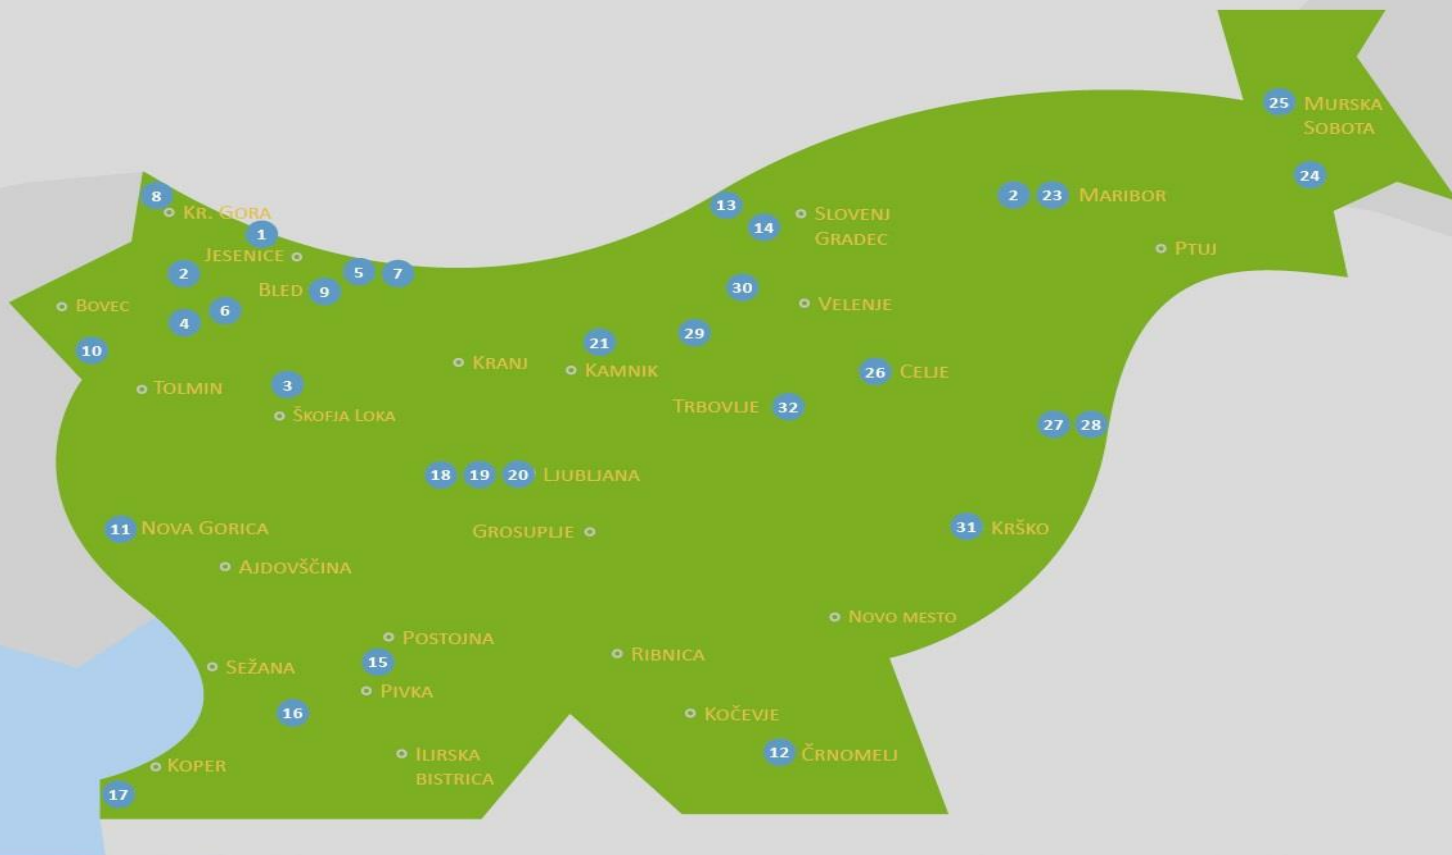 25 MURSKA
SOBOTA
24
8
KR. GORA
1
13
14
SLOVENJ
GRADEC
2 23 MARIBOR
JESENICE
PTUJ
2
5 7
BLED 9
30
BOVEC
6
4
VELENJE
10
21
29
KRANJ
KAMNIK
26 CELJE
TOLMIN
3
ŠKOFJA LOKA
TRBOVLJE 32
27 28
18 19 20 LJUBLJANA
11 NOVA GORICA
GROSUPLJE
31 KRŠKO
AJDOVŠČINA
NOVO MESTO
POSTOJNA
15
SEŽANA
PIVKA
RIBNICA
16
KOČEVJE
12 ČRNOMELJ
KOPER
ILIRSKA
BISTRICA
17